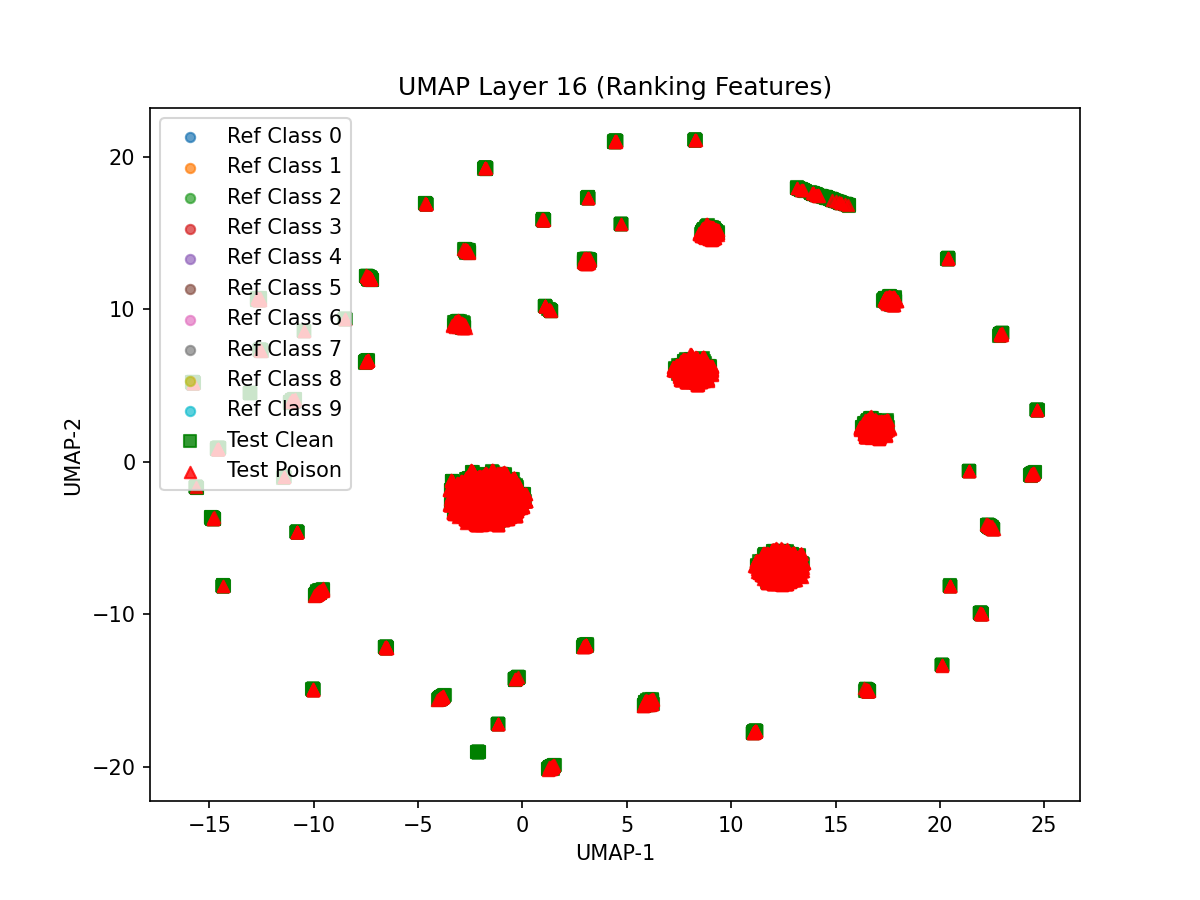 UMAP Layer 16 (Ranking Features)
Ref Class 0
Ref Class 1
Ref Class 2
Ref Class 3
Ref Class 4
Ref Class 5
Ref Class 6
Ref Class 7
Ref Class 8
Ref Class 9
Test Clean
Test Poison
UMAP-2
20
10
0
−10
−20
−15
−10
−5
0
5
10
15
20
25
UMAP-1